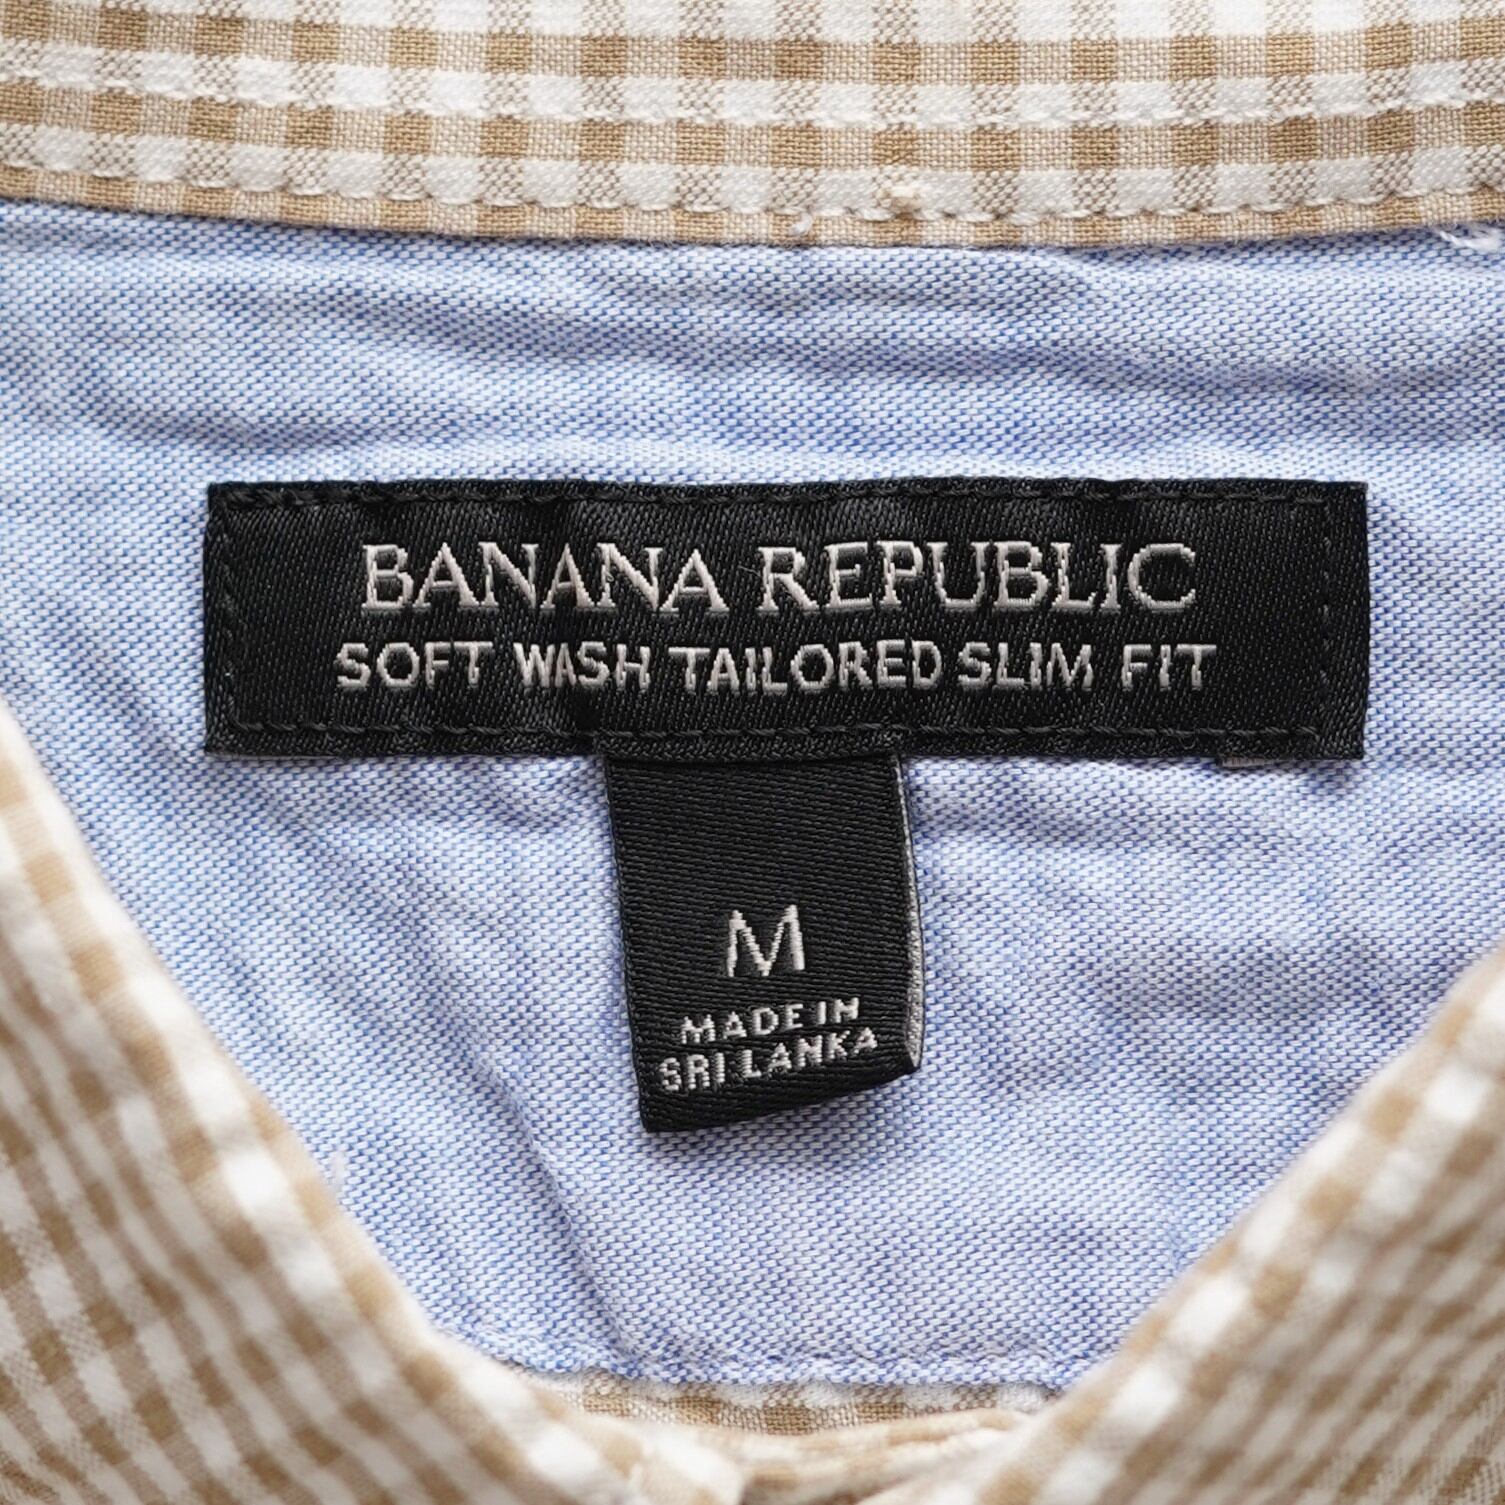 BANANA REPUBLIC
SOFT WASH TAILORED SLIM FIT
M
MADE IN
SRI LANKA